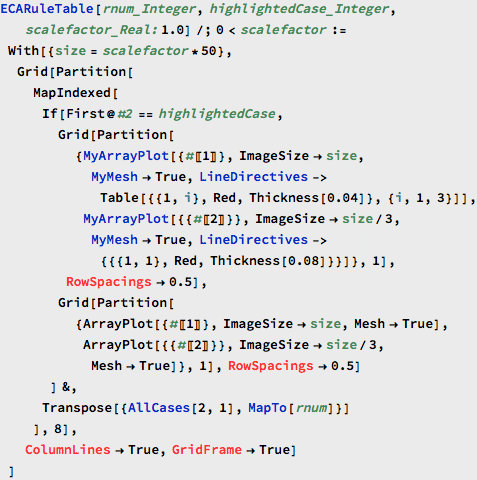 ECARuleTable[rnum_Integer, highlightedCase_Integer,
scalefactor_Real: 1.0] /; 0 < scalefactor :=
With[{size = scalefactor * 50},
Grid[Partition[
MapIndexed[
If[First@#2 == highlightedCase,
Grid[Partition[
{MyArrayPlot[{#〚1〛}, ImageSize → size,
MyMesh → True, LineDirectives ->
Table[{{1, i}, Red, Thickness[0.04]}, {i, 1, 3}]],
MyArrayPlot[{{#〚2〛}}, ImageSize → size / 3,
MyMesh → True, LineDirectives ->
{{{1, 1}, Red, Thickness[0.08]}}]}, 1],
RowSpacings → 0.5],
Grid[Partition[
{ArrayPlot[{#〚1〛}, ImageSize → size, Mesh → True],
ArrayPlot[{{#〚2〛}}, ImageSize → size / 3,
Mesh → True]}, 1], RowSpacings → 0.5]
] &,
Transpose[{AllCases[2, 1], MapTo[rnum]}]
], 8],
ColumnLines → True, GridFrame → True]
]